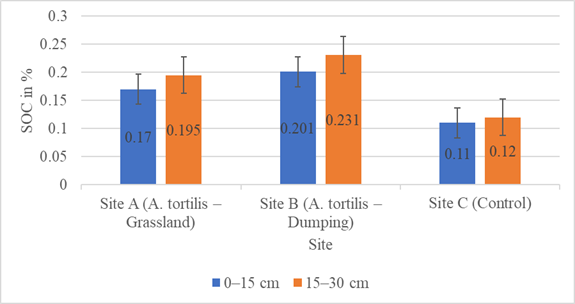 0.3
0.25
0.2
0.15
0.1
0.05
0
SOC in %
0.17
0.195
0.201
0.231
0.11
0.12
Site A (A. tortilis –
Grassland)
Site B (A. tortilis –
Dumping)
Site C (Control)
Site
0–15 cm
15–30 cm